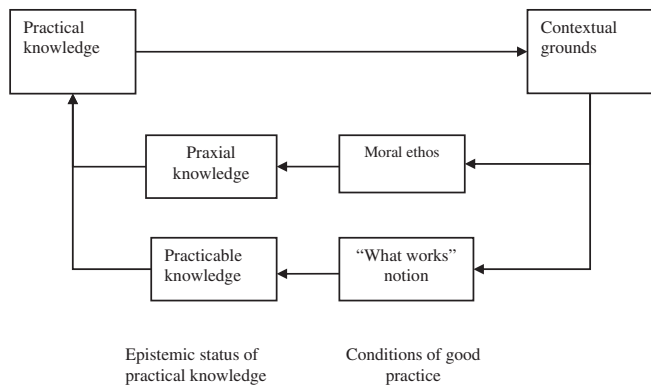 Practical
knowledge
Contextual
grounds
Praxial
knowledge
Moral ethos
Practicable
knowledge
“What works”
notion
Epistemic status of
practical knowledge
Conditions of good
practice